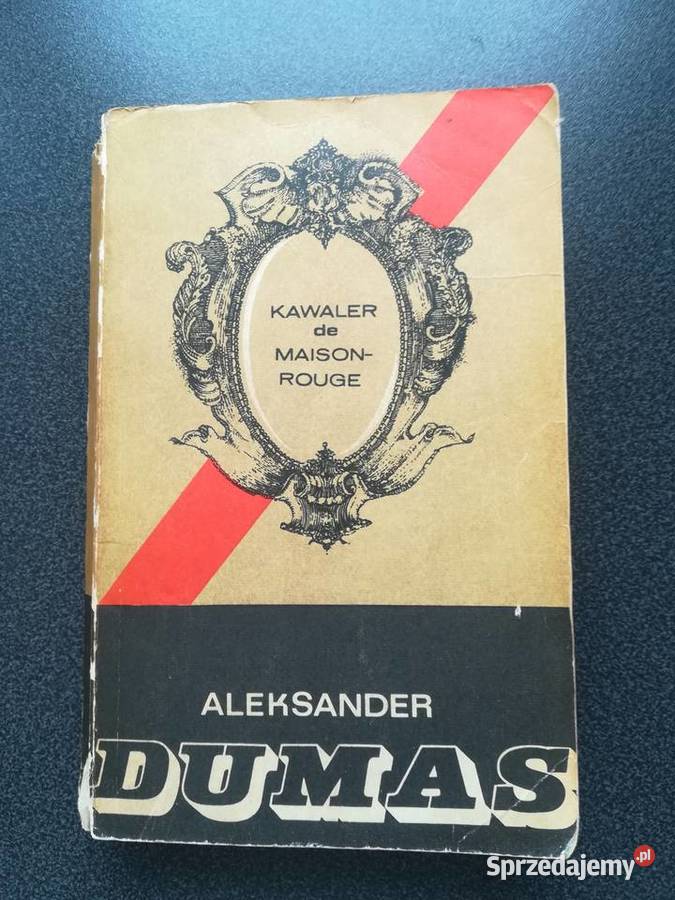 KAWALER
de
MAISON-
ROUGE
ALEKSANDER
DUMAS
Sprzedajemy.pl